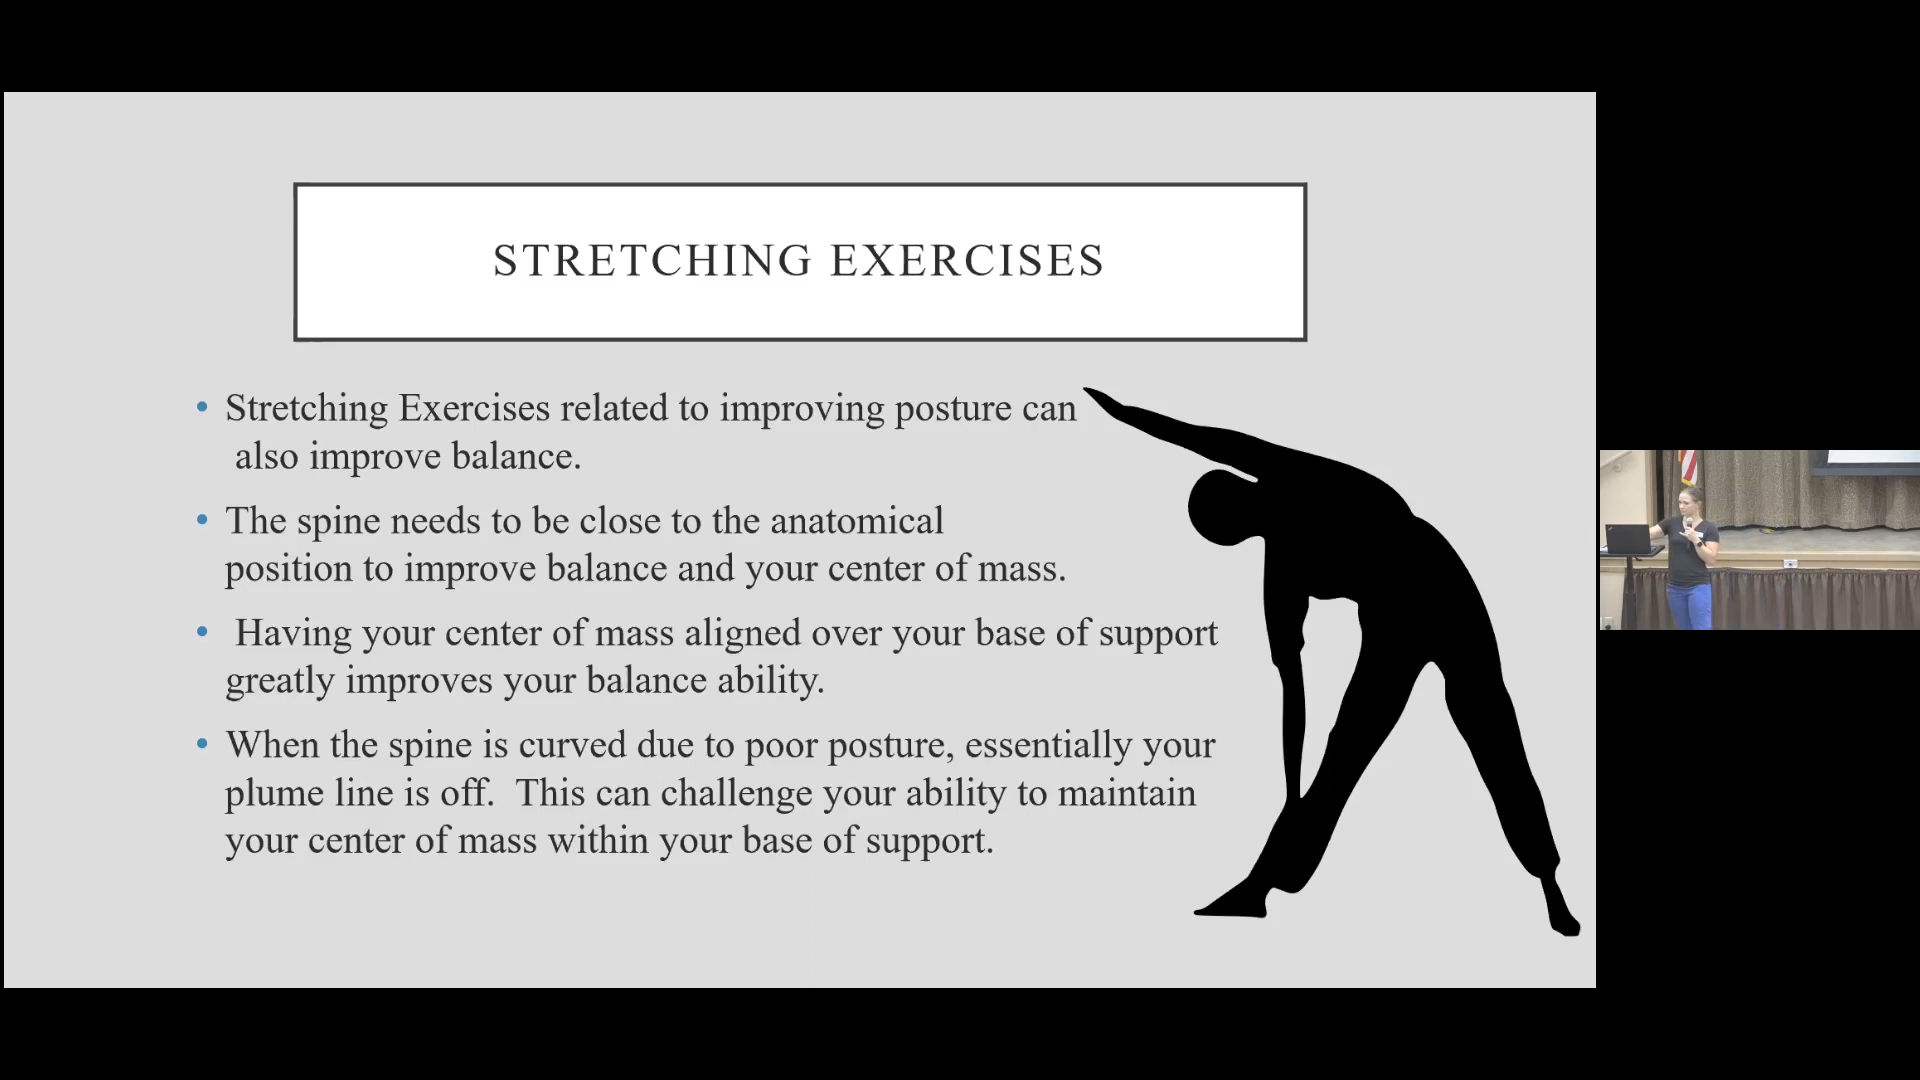 STRETCHING EXERCISES
• Stretching Exercises related to improving posture can
also improve balance.
• The spine needs to be close to the anatomical
position to improve balance and your center of mass.
• Having your center of mass aligned over your base of support
greatly improves your balance ability.
• When the spine is curved due to poor posture, essentially your
plume line is off. This can challenge your ability to maintain
your center of mass within your base of support.